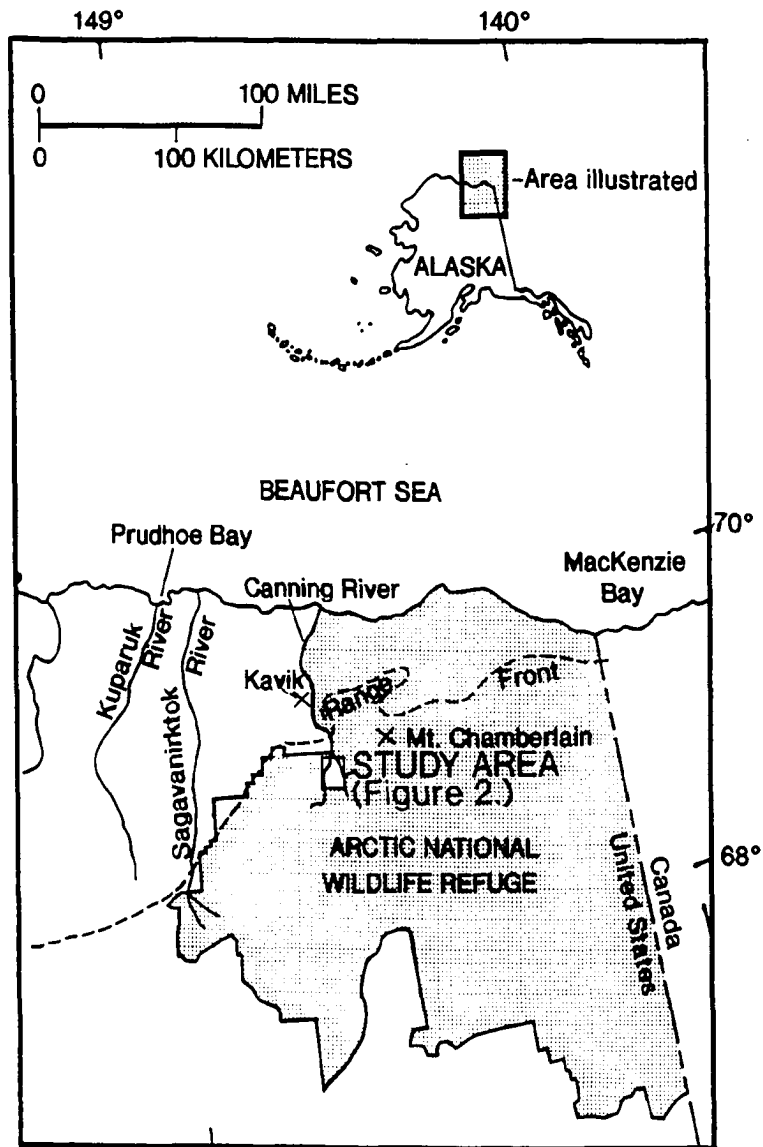 149° 140°
0 100 MILES
0 100 KILOMETERS
-Area illustrated
ALASKA
BEAUFORT SEA
70°
Prudhoe Bay
MacKenzie
Bay
Canning River
Kuparuk
River
Sagavanirktok
River
Kavik
Range
Front
Mt. Chamberlain
STUDY AREA
(Figure 2.)
ARCTIC NATIONAL
WILDLIFE REFUGE
68°
Canada
United States